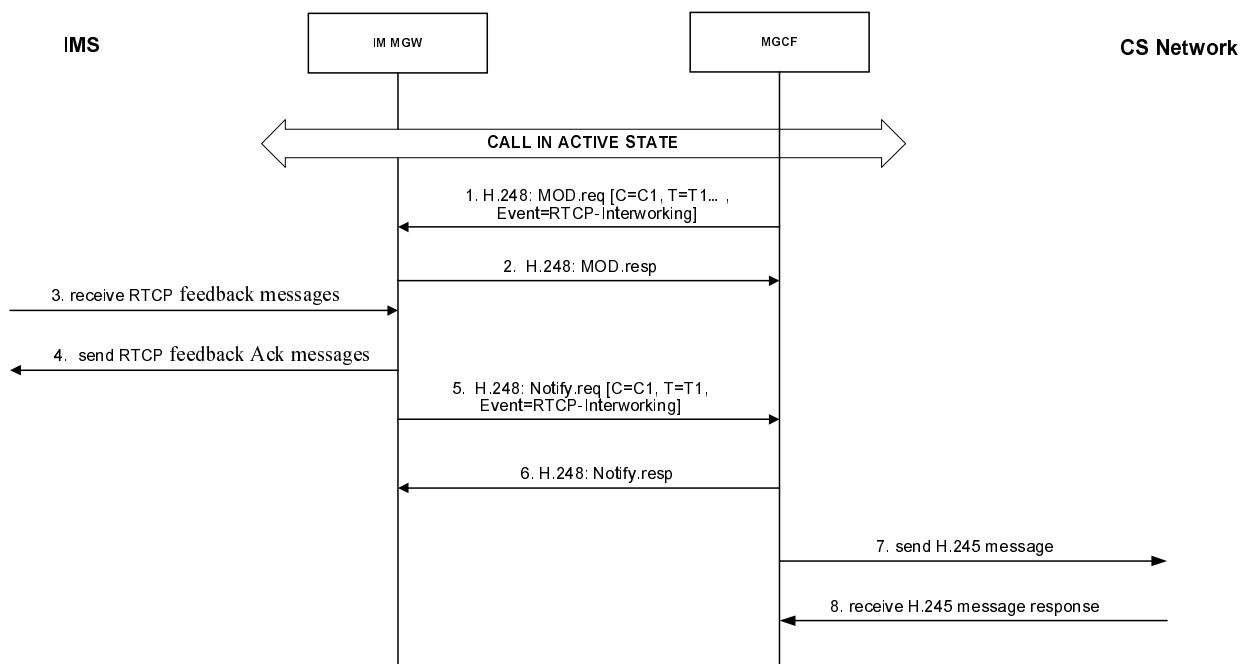 IMS
IM MGW
MGCF
CS Network
CALL IN ACTIVE STATE
1. H.248: MOD.req [C=C1, T=T1... ,
Event=RTCP-Interworking]
2. H.248: MOD.resp
3. receive RTCP feedback messages
4. send RTCP feedback Ack messages
5. H.248: Notify.req [C=C1, T=T1,
Event=RTCP-Interworking]
6. H.248: Notify.resp
7. send H.245 message
8. receive H.245 message response